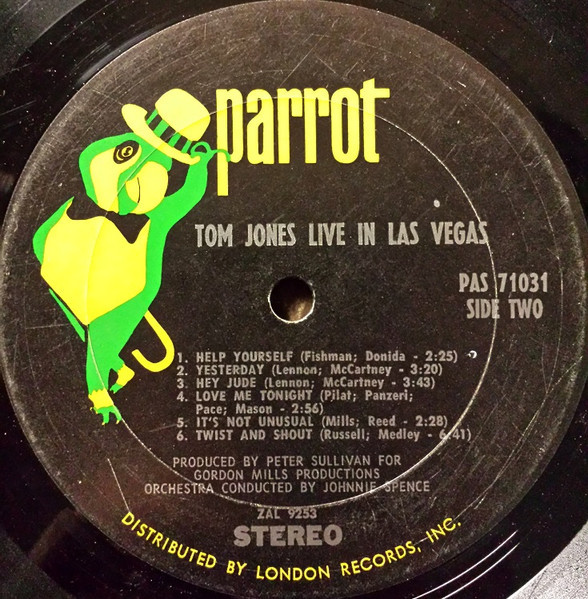 parrot
TOM JONES LIVE IN LAS VEGAS
PAS 71031
SIDE TWO
1. HELP YOURSELF (Fishman; Donida - 2:25)
2. YESTERDAY (Lennon; McCartney - 3:20)
3. HEY JUDE (Lennon; McCartney - 3:43)
4. LOVE ME TONIGHT (Pilat; Panzeri;
Pace; Mason - 2:56)
5. IT'S NOT UNUSUAL (Mills; Reed - 2:28)
6. TWIST AND SHOUT (Russell; Medley - 6:41)
PRODUCED BY PETER SULLIVAN FOR
GORDON MILLS PRODUCTIONS
ORCHESTRA CONDUCTED BY JOHNNIE SPENCE
ZAL 9253
STEREO
DISTRIBUTED BY LONDON RECORDS, INC.